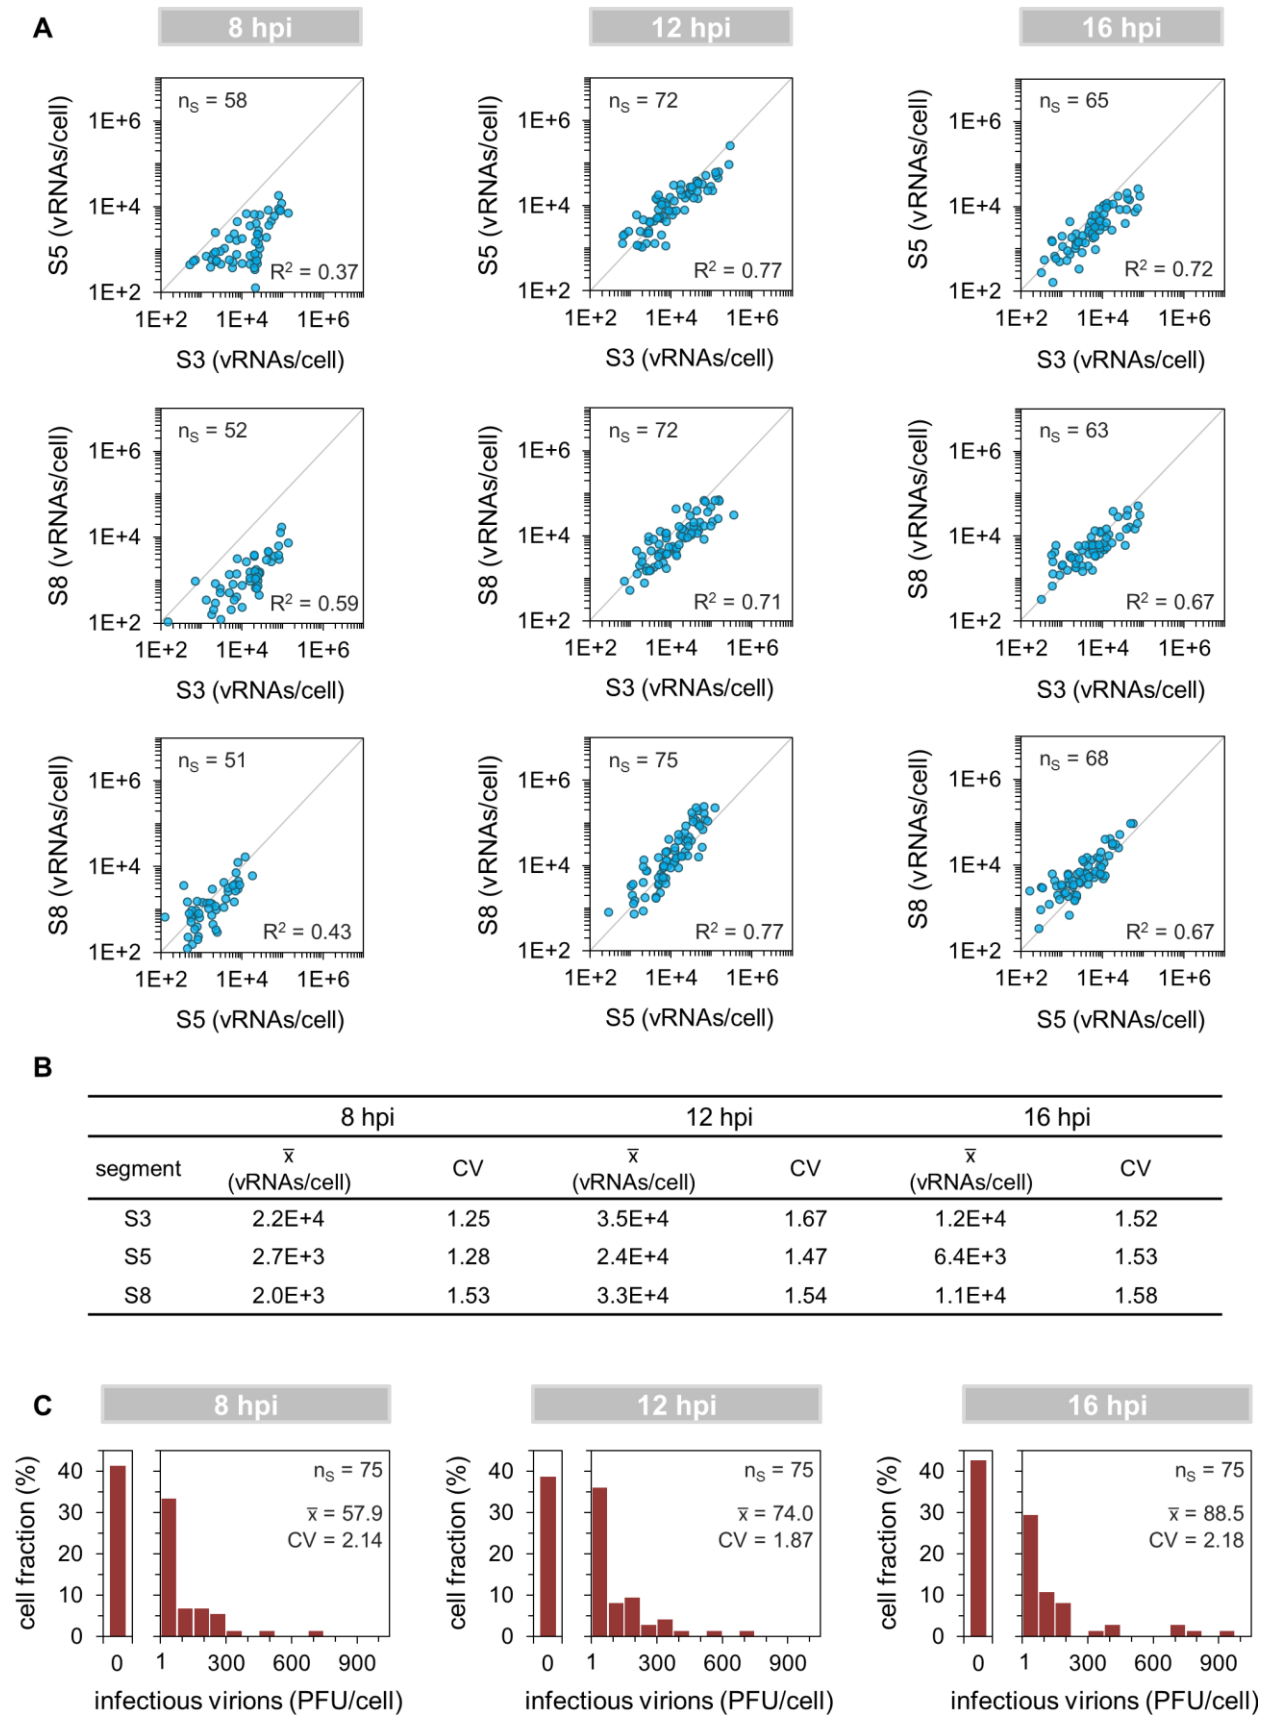 A
8 hpi
12 hpi
16 hpi
S5 (vRNAs/cell)
1E+6
1E+4
1E+2
nS = 58
R2 = 0.37
1E+2 1E+4 1E+6
S3 (vRNAs/cell)
S5 (vRNAs/cell)
1E+6
1E+4
1E+2
nS = 72
R2 = 0.77
1E+2 1E+4 1E+6
S3 (vRNAs/cell)
S5 (vRNAs/cell)
1E+6
1E+4
1E+2
nS = 65
R2 = 0.72
1E+2 1E+4 1E+6
S3 (vRNAs/cell)
S8 (vRNAs/cell)
1E+6
1E+4
1E+2
nS = 52
R2 = 0.59
1E+2 1E+4 1E+6
S3 (vRNAs/cell)
S8 (vRNAs/cell)
1E+6
1E+4
1E+2
nS = 72
R2 = 0.71
1E+2 1E+4 1E+6
S3 (vRNAs/cell)
S8 (vRNAs/cell)
1E+6
1E+4
1E+2
nS = 63
R2 = 0.67
1E+2 1E+4 1E+6
S3 (vRNAs/cell)
S8 (vRNAs/cell)
1E+6
1E+4
1E+2
nS = 51
R2 = 0.43
1E+2 1E+4 1E+6
S5 (vRNAs/cell)
S8 (vRNAs/cell)
1E+6
1E+4
1E+2
nS = 75
R2 = 0.77
1E+2 1E+4 1E+6
S5 (vRNAs/cell)
S8 (vRNAs/cell)
1E+6
1E+4
1E+2
nS = 68
R2 = 0.67
1E+2 1E+4 1E+6
S5 (vRNAs/cell)
B
8 hpi 12 hpi 16 hpi
segment x̅ (vRNAs/cell) CV x̅ (vRNAs/cell) CV x̅ (vRNAs/cell) CV
S3 2.2E+4 1.25 3.5E+4 1.67 1.2E+4 1.52
S5 2.7E+3 1.28 2.4E+4 1.47 6.4E+3 1.53
S8 2.0E+3 1.53 3.3E+4 1.54 1.1E+4 1.58
C
8 hpi
12 hpi
16 hpi
cell fraction (%)
40
30
20
10
0
nS = 75
x̅ = 57.9
CV = 2.14
0 1 300 600 900
infectious virions (PFU/cell)
cell fraction (%)
40
30
20
10
0
nS = 75
x̅ = 74.0
CV = 1.87
0 1 300 600 900
infectious virions (PFU/cell)
cell fraction (%)
40
30
20
10
0
nS = 75
x̅ = 88.5
CV = 2.18
0 1 300 600 900
infectious virions (PFU/cell)